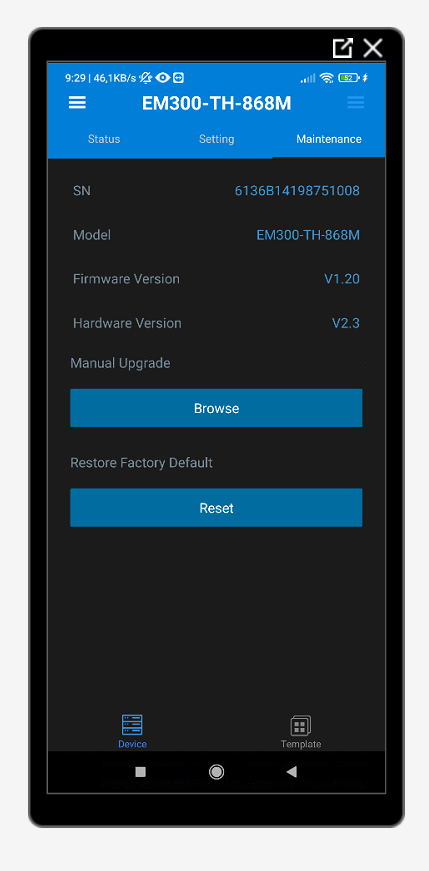 9:29 | 46,1KB/s 52
EM300-TH-868M
Status Setting Maintenance
SN 6136B14198751008
Model EM300-TH-868M
Firmware Version V1.20
Hardware Version V2.3
Manual Upgrade
Browse
Restore Factory Default
Reset
Device Template